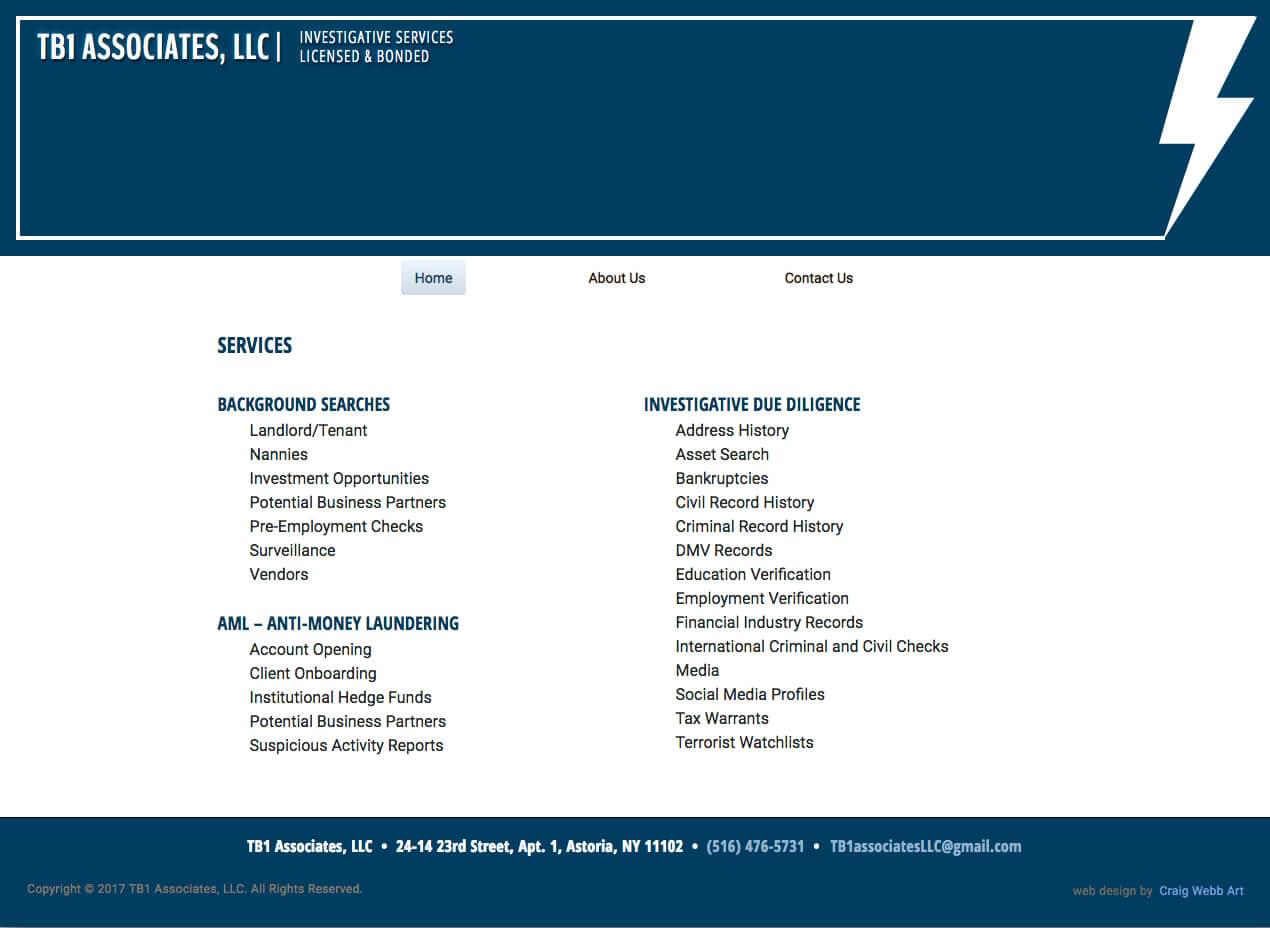 TB1 ASSOCIATES, LLC |
INVESTIGATIVE SERVICES
LICENSED & BONDED
Home
About Us
Contact Us
SERVICES
BACKGROUND SEARCHES
Landlord/Tenant
Nannies
Investment Opportunities
Potential Business Partners
Pre-Employment Checks
Surveillance
Vendors
AML – ANTI-MONEY LAUNDERING
Account Opening
Client Onboarding
Institutional Hedge Funds
Potential Business Partners
Suspicious Activity Reports
INVESTIGATIVE DUE DILIGENCE
Address History
Asset Search
Bankruptcies
Civil Record History
Criminal Record History
DMV Records
Education Verification
Employment Verification
Financial Industry Records
International Criminal and Civil Checks
Media
Social Media Profiles
Tax Warrants
Terrorist Watchlists
TB1 Associates, LLC • 24-14 23rd Street, Apt. 1, Astoria, NY 11102 • (516) 476-5731 • TB1associatesLLC@gmail.com
Copyright © 2017 TB1 Associates, LLC. All Rights Reserved.
web design by Craig Webb Art